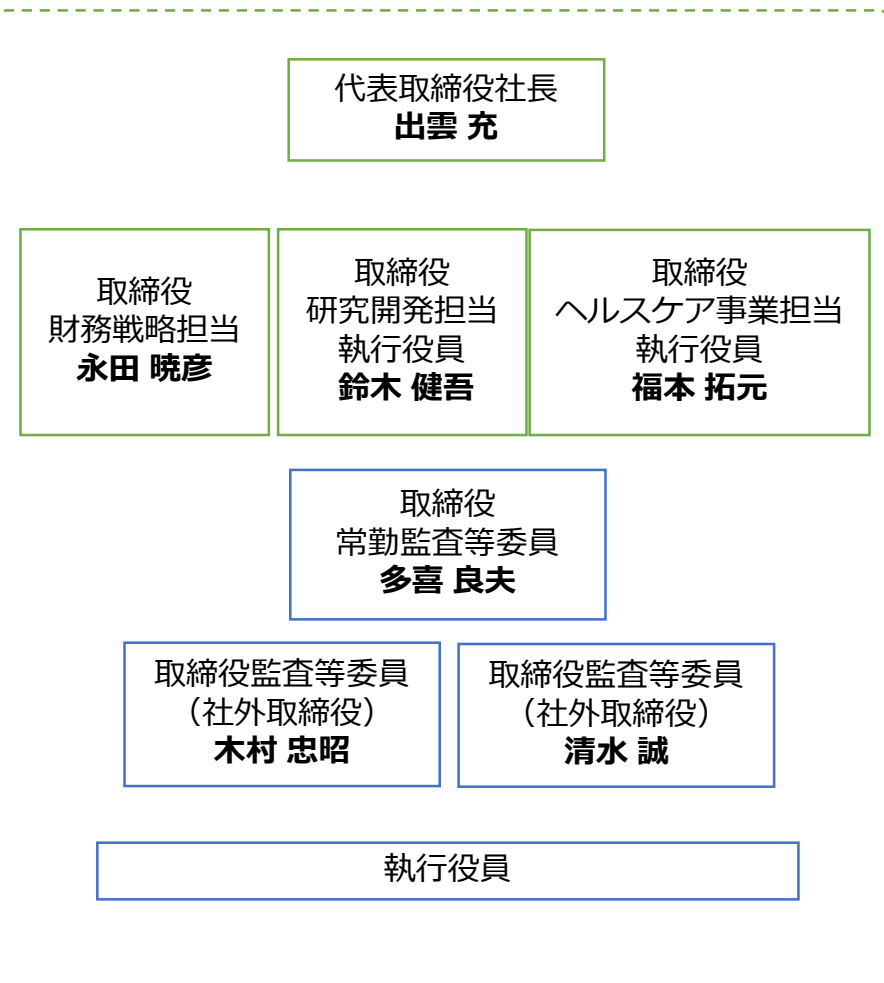 代表取締役社長
出雲 充
取締役
財務戦略担当
永田 暁彦
取締役
研究開発担当
執行役員
鈴木 健吾
取締役
ヘルスケア事業担当
執行役員
福本 拓元
取締役
常勤監査等委員
多喜 良夫
取締役監査等委員
（社外取締役）
木村 忠昭
取締役監査等委員
（社外取締役）
清水 誠
執行役員